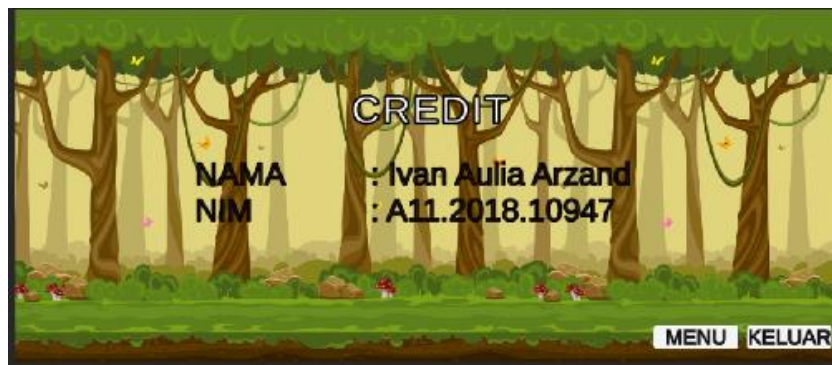 CREDIT
NAMA : Ivan Aulia Arzand
NIM : A11.2018.10947
MENU KELUAR